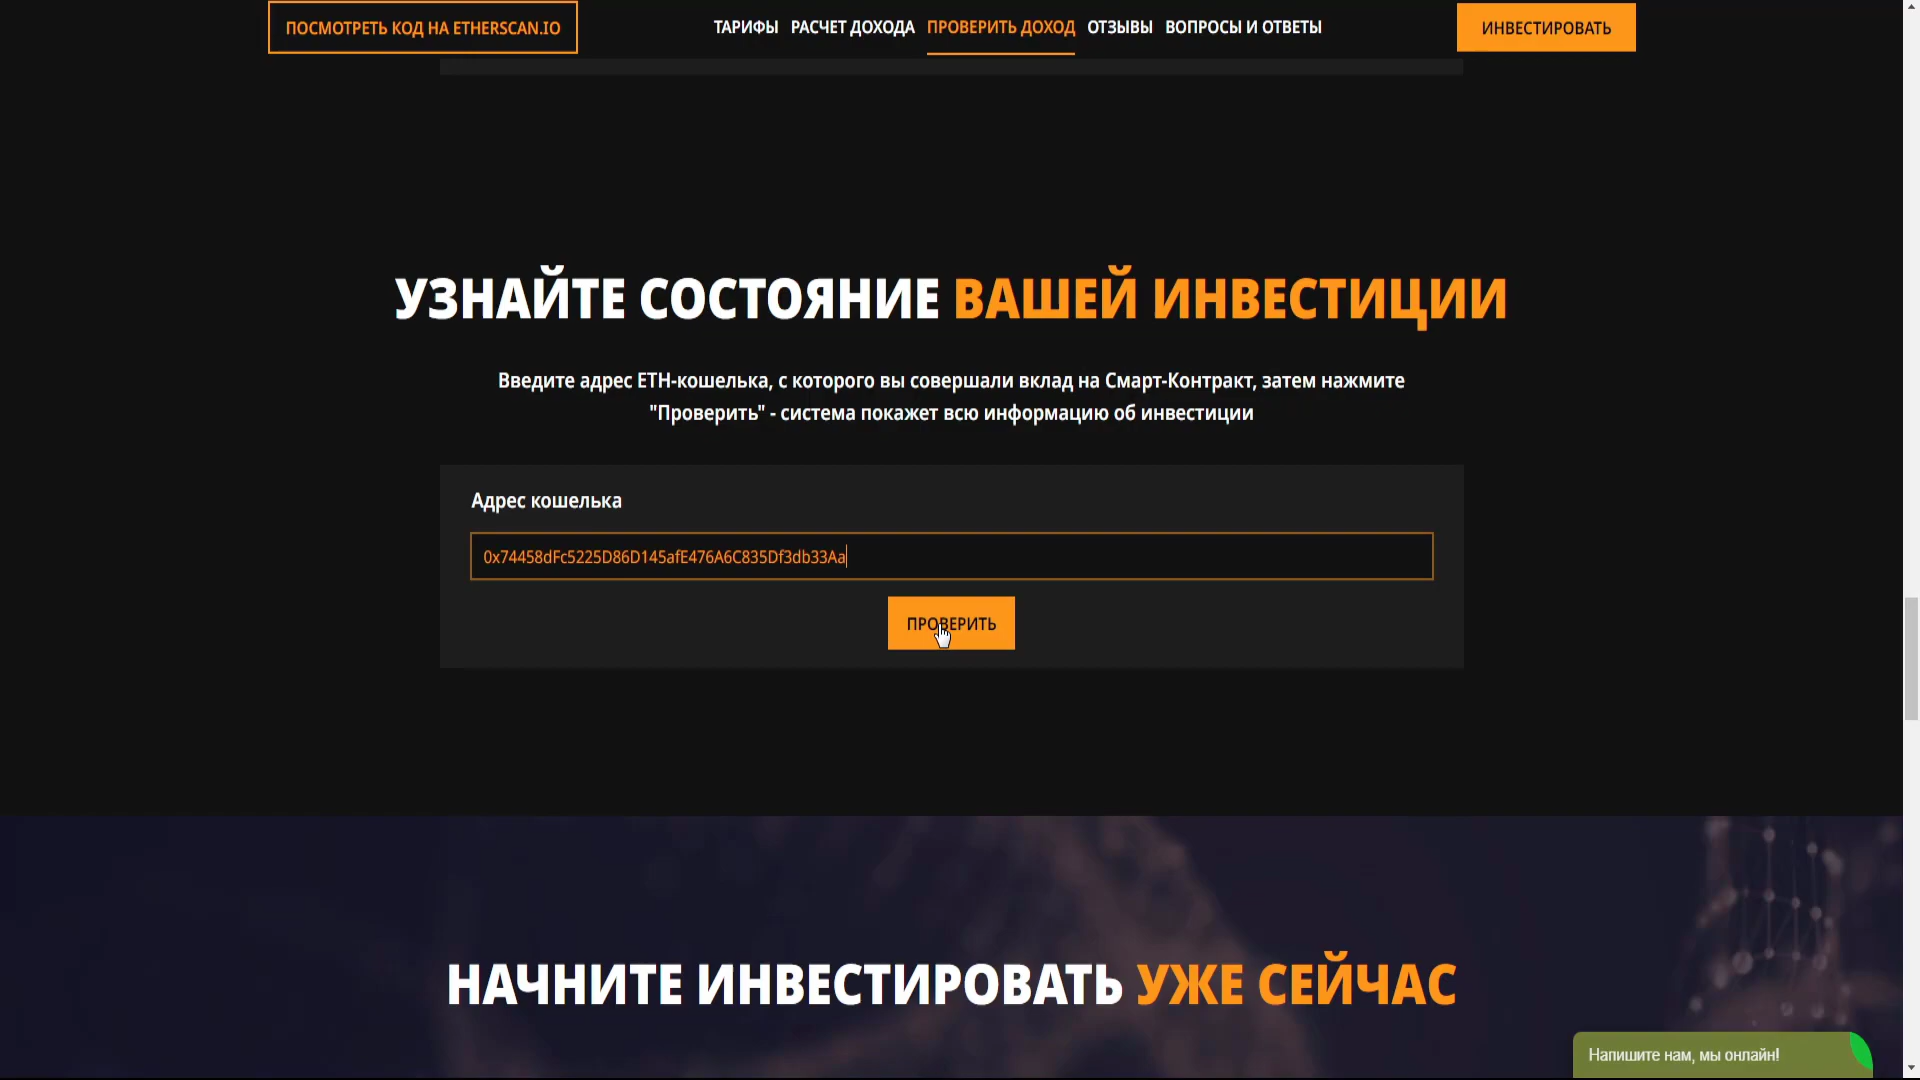 ПОСМОТРЕТЬ КОД НА ETHERSCAN.IO
ТАРИФЫ РАСЧЕТ ДОХОДА ПРОВЕРИТЬ ДОХОД ОТЗЫВЫ ВОПРОСЫ И ОТВЕТЫ
ИНВЕСТИРОВАТЬ
УЗНАЙТЕ СОСТОЯНИЕ ВАШЕЙ ИНВЕСТИЦИИ
Введите адрес ETH-кошелька, с которого вы совершали вклад на Смарт-Контракт, затем нажмите
"Проверить" - система покажет всю информацию об инвестиции
Адрес кошелька
0x74458dFc5225D86D145afE476A6C835Df3db33Aa
ПРОВЕРИТЬ
НАЧНИТЕ ИНВЕСТИРОВАТЬ УЖЕ СЕЙЧАС
Напишите нам, мы онлайн!